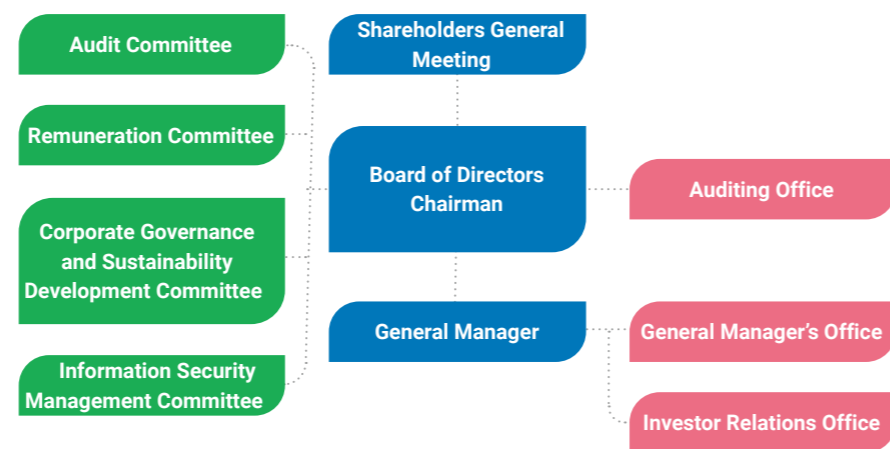 Audit Committee
Remuneration Committee
Corporate Governance
and Sustainability
Development Committee
Information Security
Management Committee
Shareholders General
Meeting
Board of Directors
Chairman
General Manager
Auditing Office
General Manager's Office
Investor Relations Office